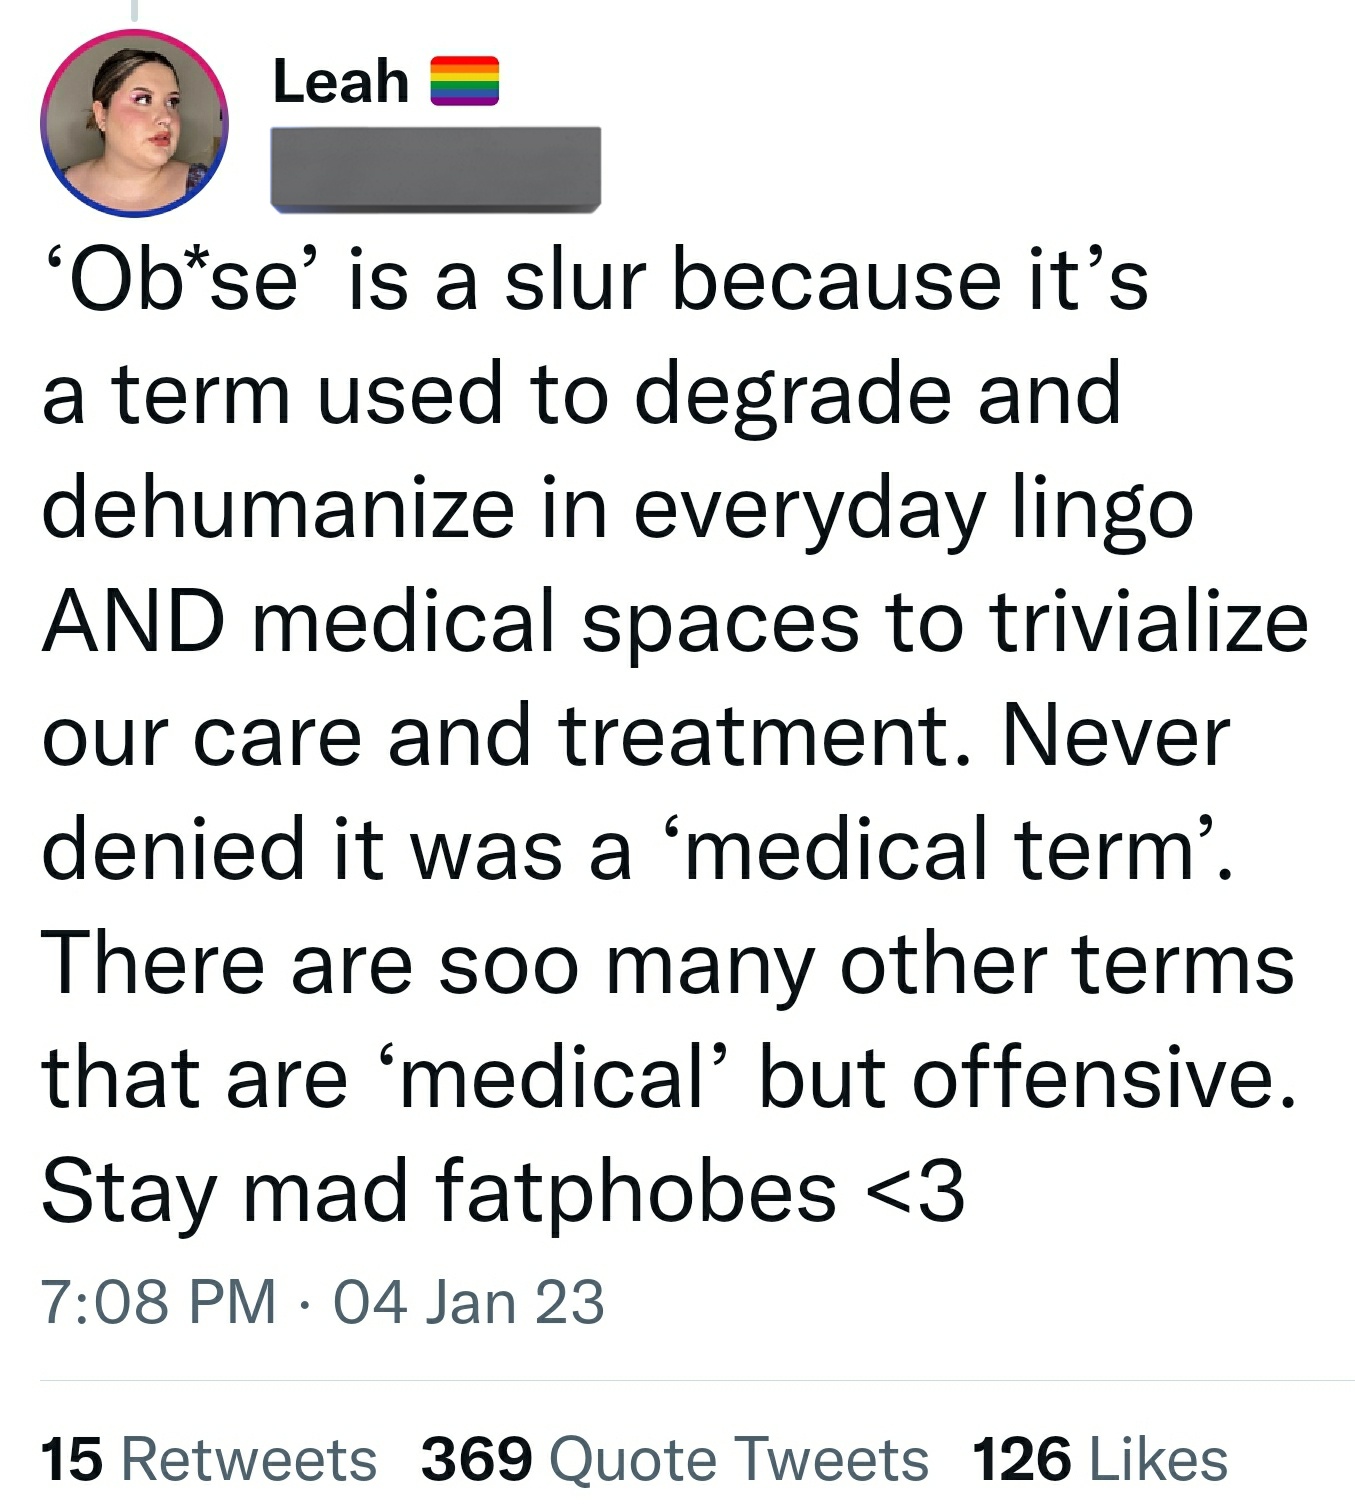 Leah 🏳️‍🌈
‘Ob*se’ is a slur because it’s
a term used to degrade and
dehumanize in everyday lingo
AND medical spaces to trivialize
our care and treatment. Never
denied it was a ‘medical term’.
There are soo many other terms
that are ‘medical’ but offensive.
Stay mad fatphobes <3
7:08 PM · 04 Jan 23
15 Retweets 369 Quote Tweets 126 Likes